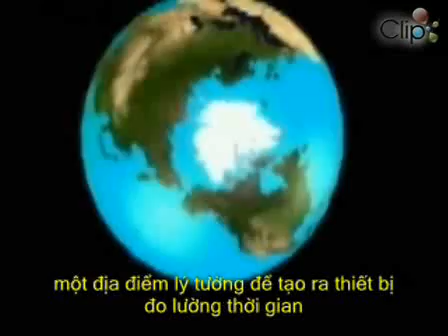 Clip
một địa điểm lý tưởng để tạo ra thiết bị
đo lường thời gian